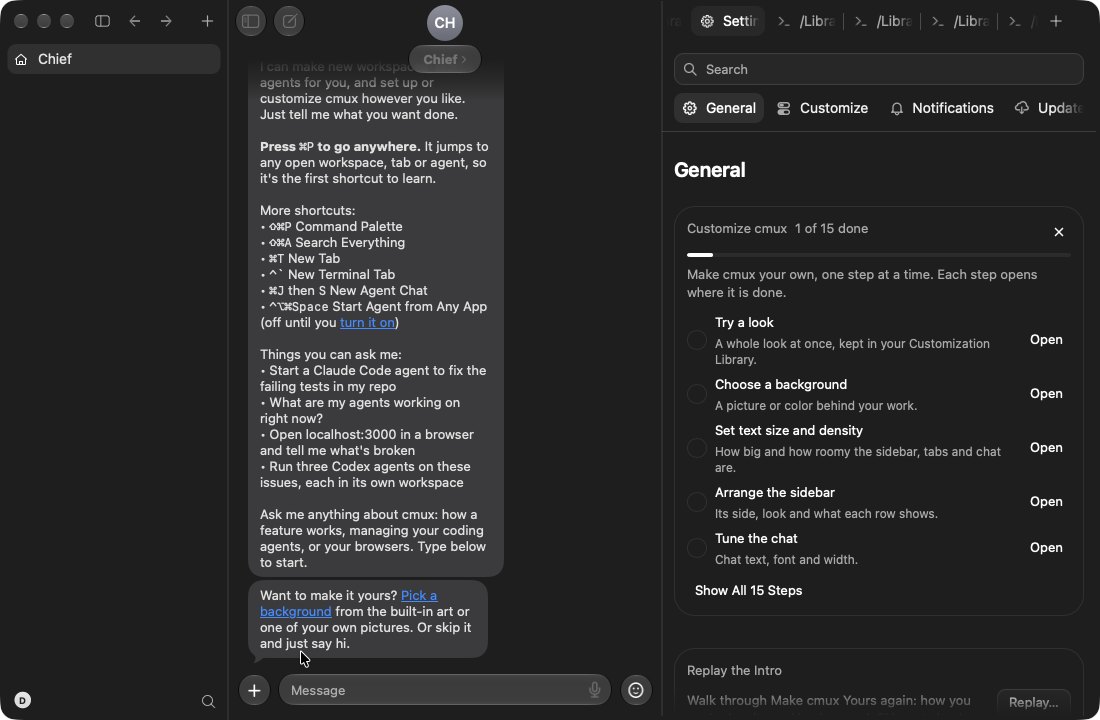 Chief
D
CH
Chief ›
I can make new workspac
agents for you, and set up or
customize cmux however you like.
Just tell me what you want done.
Press ⌘P to go anywhere. It jumps to
any open workspace, tab or agent, so
it's the first shortcut to learn.
More shortcuts:
• ⇧⌘P Command Palette
• ⇧⌘A Search Everything
• ⌘T New Tab
• ^` New Terminal Tab
• ⌘J then S New Agent Chat
• ^⌥⌘Space Start Agent from Any App
(off until you turn it on)
Things you can ask me:
• Start a Claude Code agent to fix the
failing tests in my repo
• What are my agents working on
right now?
• Open localhost:3000 in a browser
and tell me what's broken
• Run three Codex agents on these
issues, each in its own workspace
Ask me anything about cmux: how a
feature works, managing your coding
agents, or your browsers. Type below
to start.
Want to make it yours? Pick a
background from the built-in art or
one of your own pictures. Or skip it
and just say hi.
Message
Settin /Libra /Libra /Libra /
Search
General Customize Notifications Update
General
Customize cmux 1 of 15 done
Make cmux your own, one step at a time. Each step opens
where it is done.
Try a look
A whole look at once, kept in your Customization
Library.
Open
Choose a background
A picture or color behind your work.
Open
Set text size and density
How big and how roomy the sidebar, tabs and chat
are.
Open
Arrange the sidebar
Its side, look and what each row shows.
Open
Tune the chat
Chat text, font and width.
Open
Show All 15 Steps
Replay the Intro
Walk through Make cmux Yours again: how you
Replay...